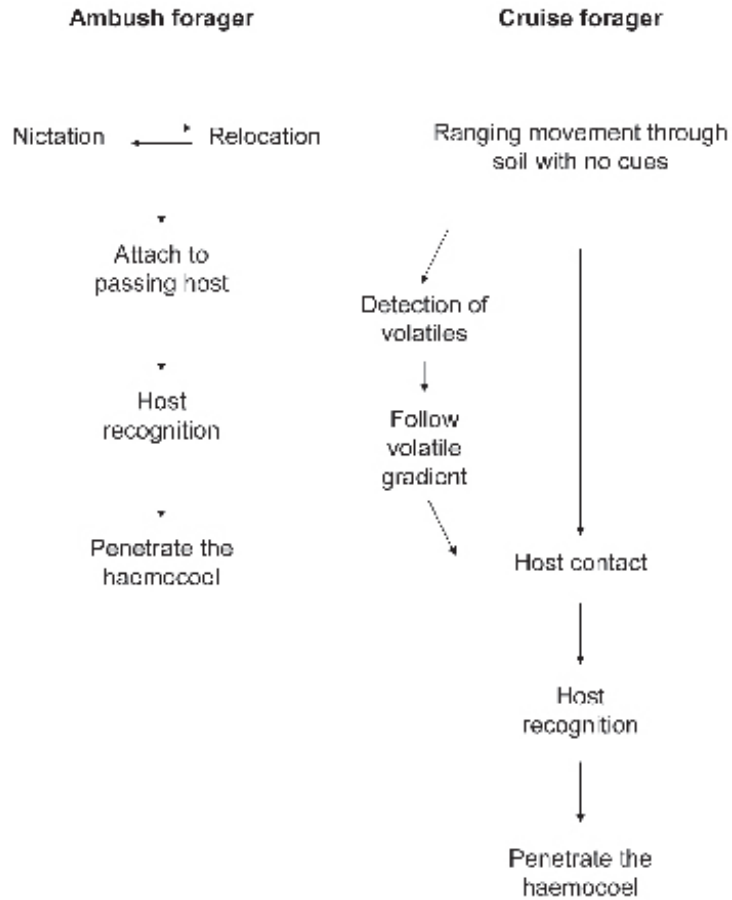 Ambush forager
Nictation
Relocation
Attach to
passing host
Host
recognition
Penetrate the
haemocoel
Cruise forager
Ranging movement through
soil with no cues
Detection of
volatiles
Follow
volatile
gradient
Host contact
Host
recognition
Penetrate the
haemocoel